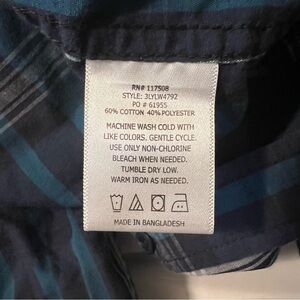 RN# 117508
STYLE: 3LYLW479Z
PO # 61955
60% COTTON 40% POLYESTER
MACHINE WASH COLD WITH
LIKE COLORS. GENTLE CYCLE.
USE ONLY NON-CHLORINE
BLEACH WHEN NEEDED.
TUMBLE DRY LOW.
WARM IRON AS NEEDED.
MADE IN BANGLADESH